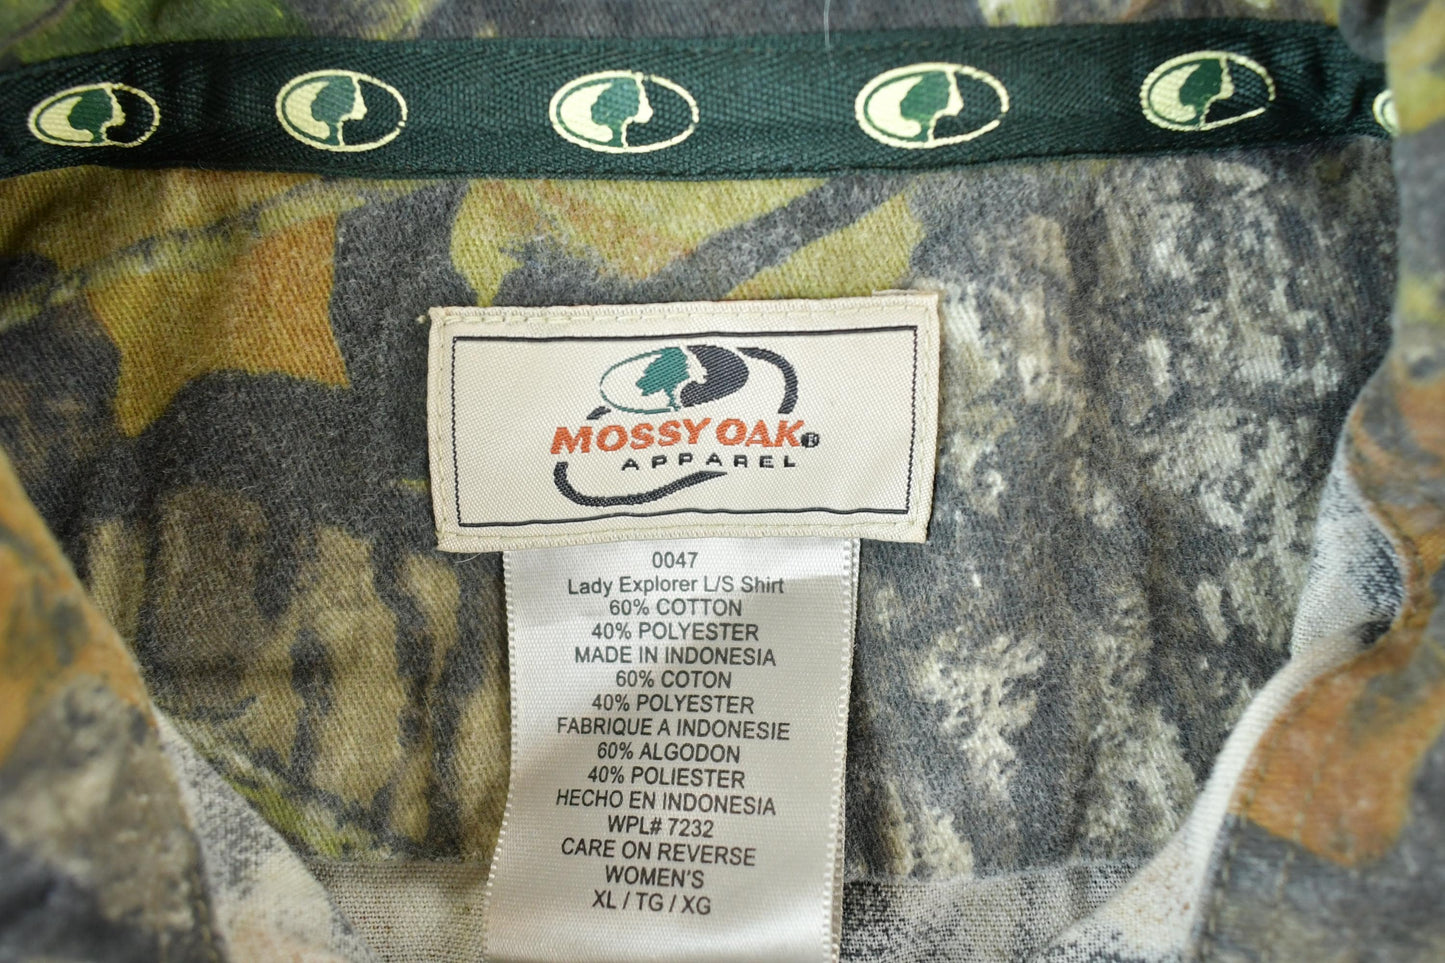 MOSSY OAK®
APPAREL
0047
Lady Explorer L/S Shirt
60% COTTON
40% POLYESTER
MADE IN INDONESIA
60% COTON
40% POLYESTER
FABRIQUE A INDONESIE
60% ALGODON
40% POLIESTER
HECHO EN INDONESIA
WPL# 7232
CARE ON REVERSE
WOMEN'S
XL / TG / XG